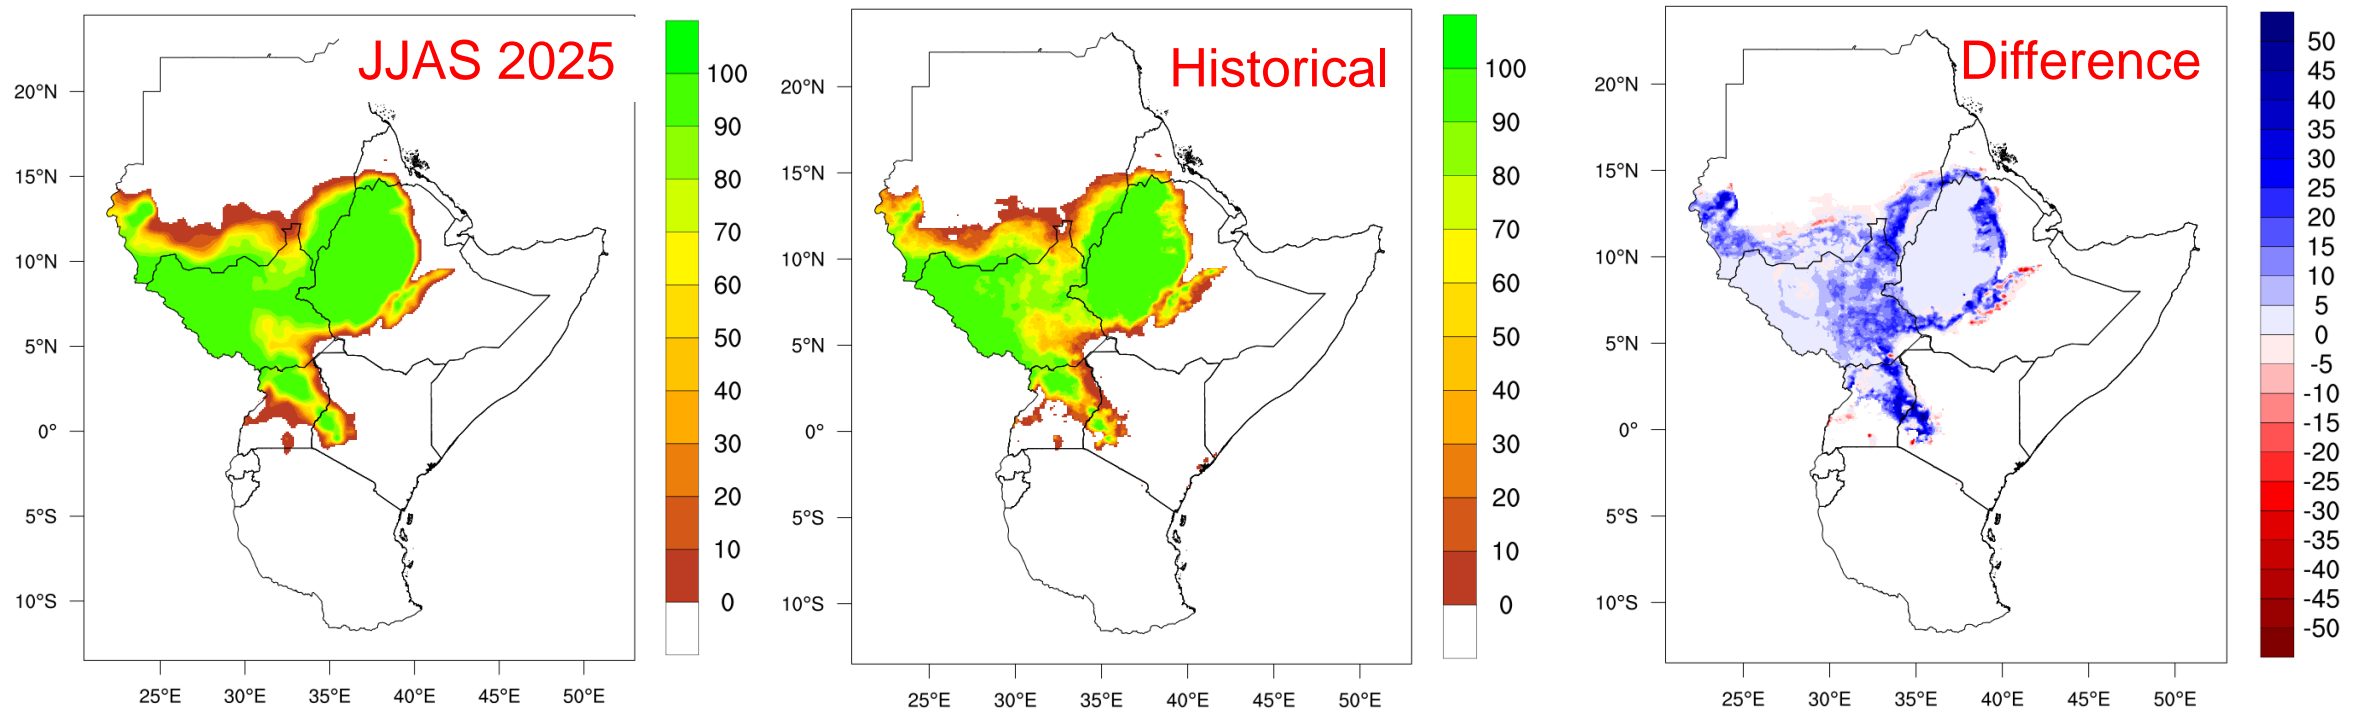 JJAS 2025
20°N
15°N
10°N
5°N
0°
5°S
10°S
25°E 30°E 35°E 40°E 45°E 50°E
100
90
80
70
60
50
40
30
20
10
0
Historical
20°N
15°N
10°N
5°N
0°
5°S
10°S
25°E 30°E 35°E 40°E 45°E 50°E
100
90
80
70
60
50
40
30
20
10
0
Difference
20°N
15°N
10°N
5°N
0°
5°S
10°S
25°E 30°E 35°E 40°E 45°E 50°E
50
45
40
35
30
25
20
15
10
5
0
-5
-10
-15
-20
-25
-30
-35
-40
-45
-50